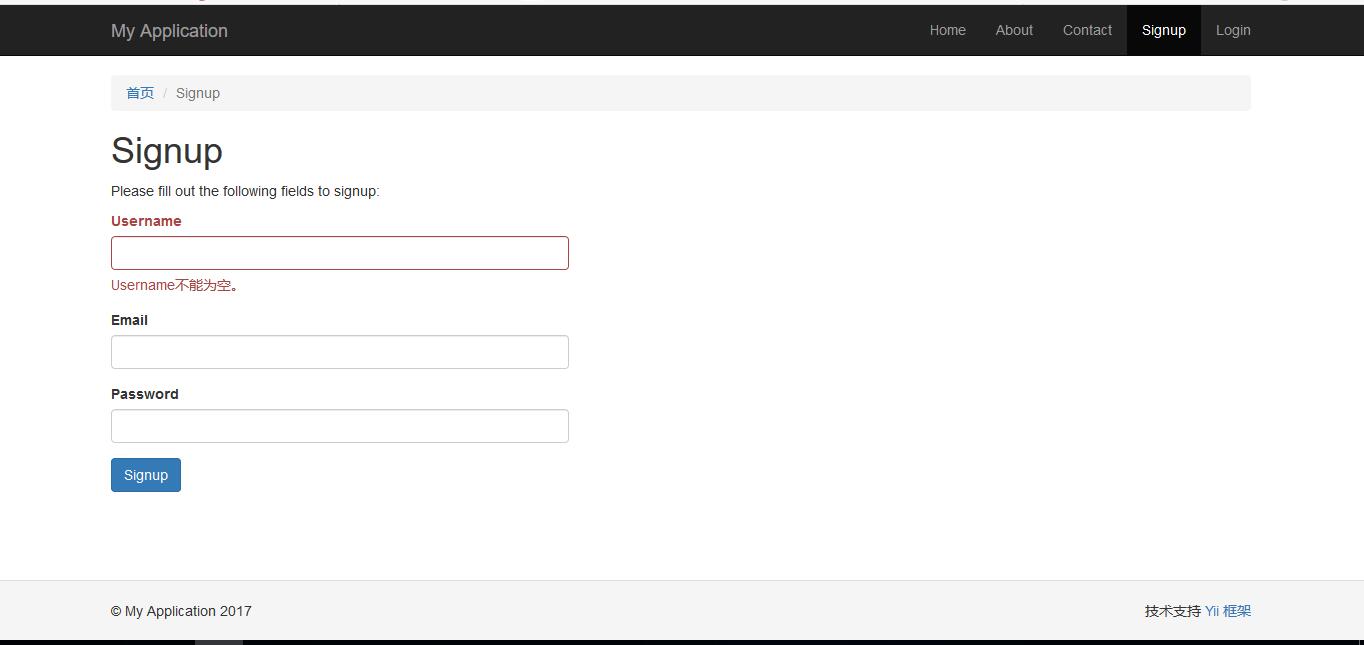 My Application Home About Contact Signup Login
首页 / Signup
Signup
Please fill out the following fields to signup:
Username
Username不能为空。
Email
Password
Signup
© My Application 2017 技术支持 Yii 框架